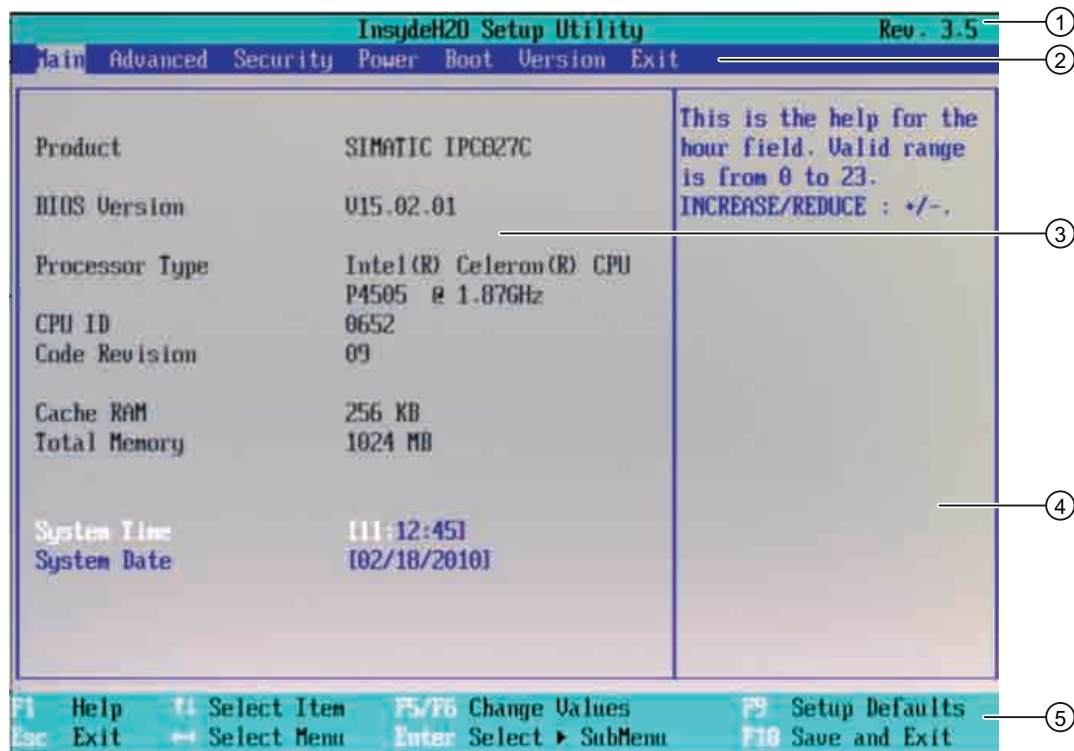 InsydeH20 Setup Utility Rev. 3.5 ①
Main Advanced Security Power Boot Version Exit ②
Product SIMATIC IPC827C
BIOS Version V15.02.01
Processor Type Intel(R) Celeron(R) CPU
P4505 @ 1.87GHz
CPU ID 0652
Code Revision 09
Cache RAM 256 KB
Total Memory 1024 MB
System Time [11:12:45]
System Date [02/18/2010]
This is the help for the
hour field. Valid range
is from 0 to 23.
INCREASE/REDUCE : +/-.
③
④
F1 Help ↑↓ Select Item F5/F6 Change Values F9 Setup Defaults
Esc Exit ↔ Select Menu Enter Select ▶ SubMenu F10 Save and Exit
⑤